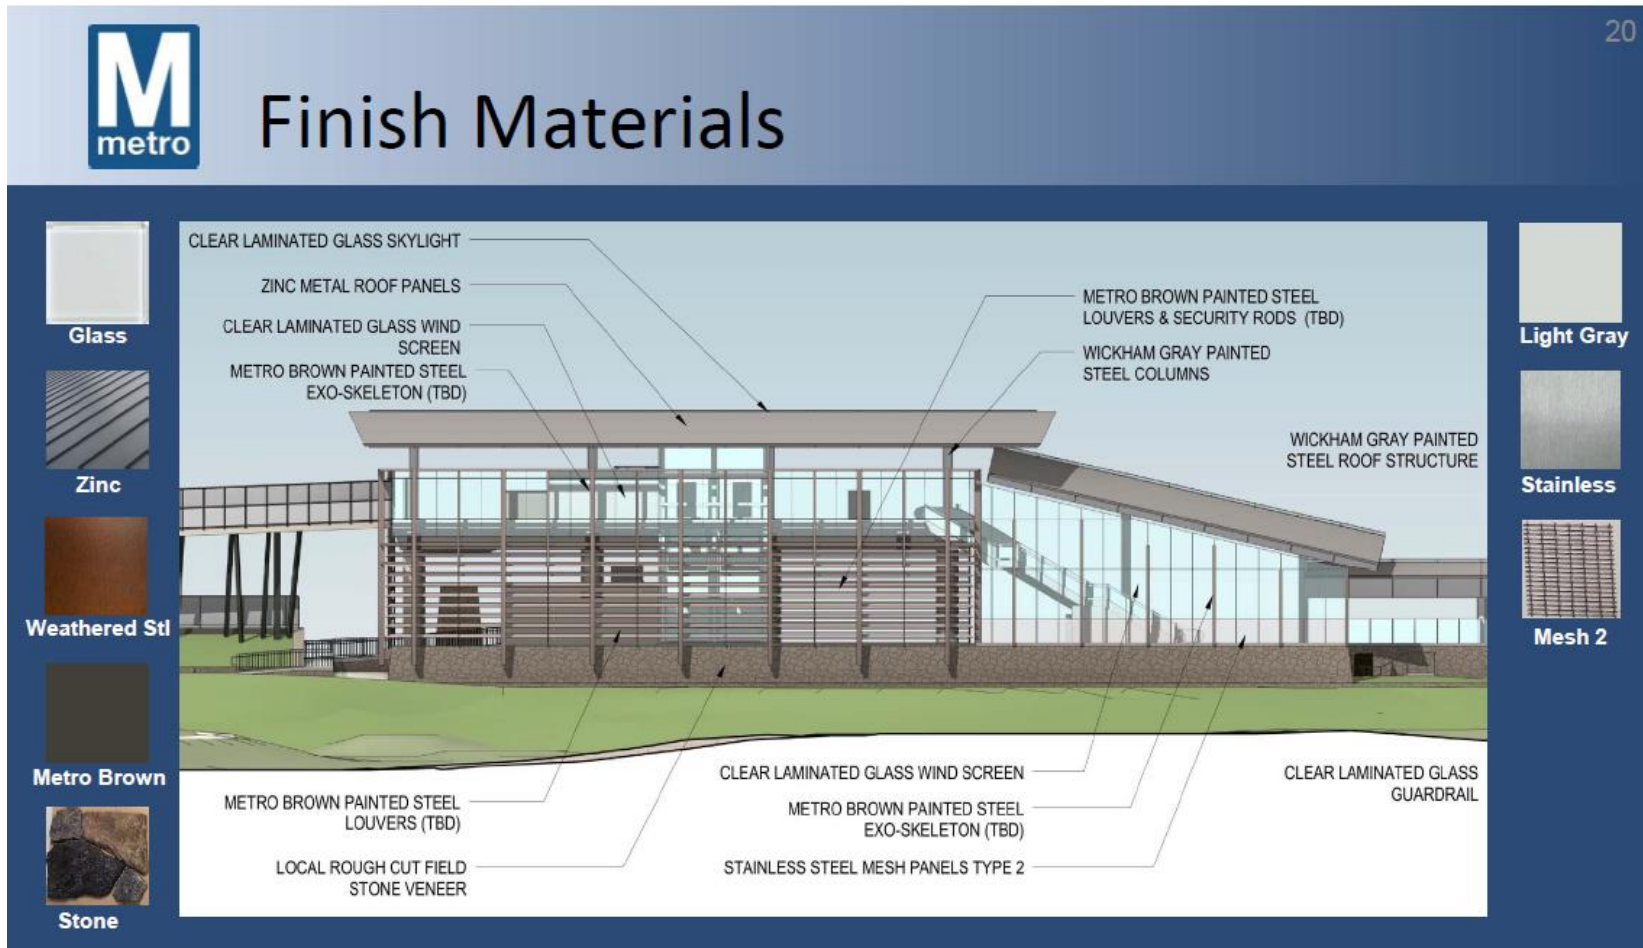 20
M
metro
Finish Materials
Glass
Zinc
Weathered Stl
Metro Brown
Stone
CLEAR LAMINATED GLASS SKYLIGHT
ZINC METAL ROOF PANELS
CLEAR LAMINATED GLASS WIND
SCREEN
METRO BROWN PAINTED STEEL
EXO-SKELETON (TBD)
METRO BROWN PAINTED STEEL
LOUVERS & SECURITY RODS (TBD)
WICKHAM GRAY PAINTED
STEEL COLUMNS
WICKHAM GRAY PAINTED
STEEL ROOF STRUCTURE
METRO BROWN PAINTED STEEL
LOUVERS (TBD)
LOCAL ROUGH CUT FIELD
STONE VENEER
CLEAR LAMINATED GLASS WIND SCREEN
METRO BROWN PAINTED STEEL
EXO-SKELETON (TBD)
STAINLESS STEEL MESH PANELS TYPE 2
CLEAR LAMINATED GLASS
GUARDRAIL
Light Gray
Stainless
Mesh 2